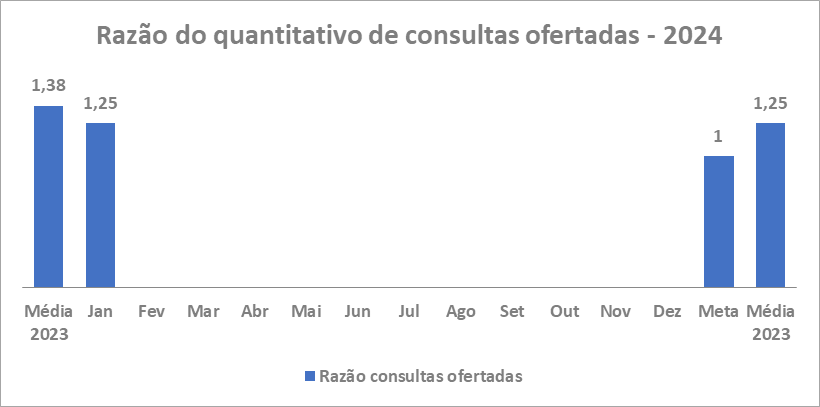 Razão do quantitativo de consultas ofertadas - 2024
1,38
1,25
1
1,25
Média 2023 Jan Fev Mar Abr Mai Jun Jul Ago Set Out Nov Dez Meta Média 2023
Razão consultas ofertadas